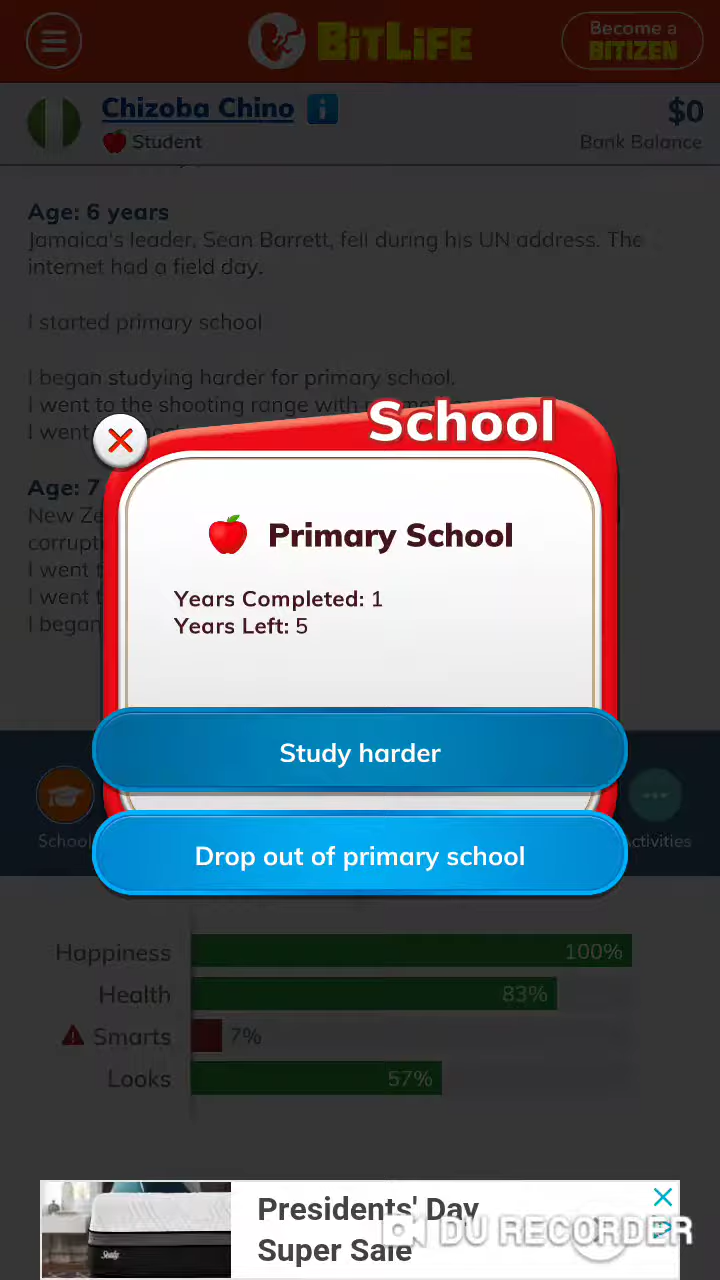 BitLife
Become a
BITIZEN
Chizoba Chino
$0
Student
Bank Balance
Age: 6 years
Jamaica's leader, Sean Barrett, fell during his UN address. The
internet had a field day.
I started primary school
I began studying harder for primary school.
I went to the shooting range with
I went
School
Age: 7
New Ze
corrupt
I went t
I went t
I began
Primary School
Years Completed: 1
Years Left: 5
Study harder
School
ctivities
Drop out of primary school
Happiness
100%
Health
83%
Smarts
7%
Looks
57%
Presidents' Day
Super Sale
Sealy
DU RECORDER